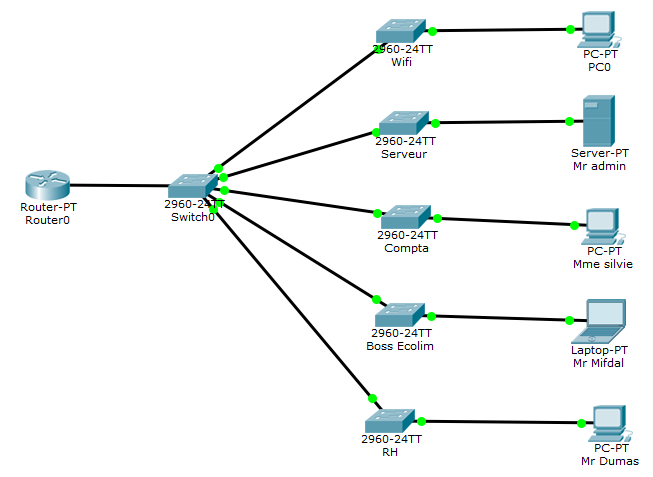 2960-24TT
Wifi
PC-PT
PC0
2960-24TT
Serveur
Server-PT
Mr admin
Router-PT
Router0
2960-24TT
Switch0
2960-24TT
Compta
PC-PT
Mme silvie
2960-24TT
Boss Ecolim
Laptop-PT
Mr Mifdal
2960-24TT
RH
PC-PT
Mr Dumas